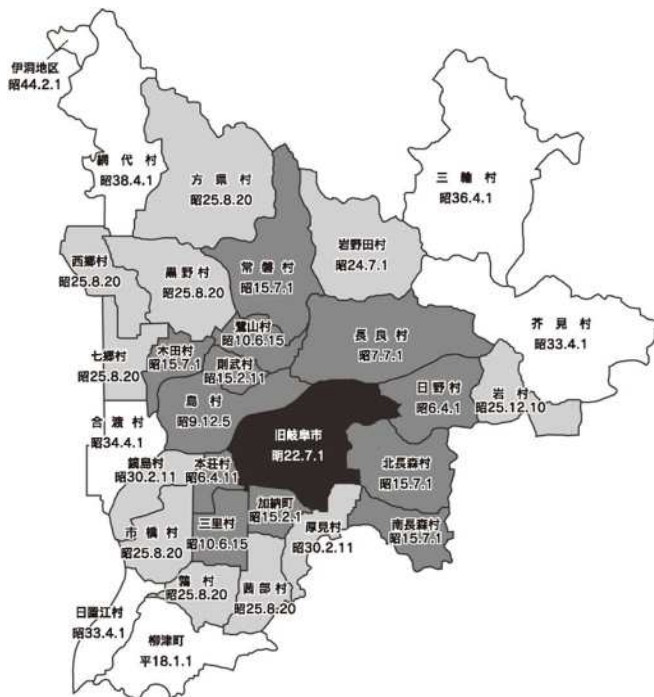 伊洞地区
昭44.2.1
網代村
昭38.4.1
方県村
昭25.8.20
三輪村
昭36.4.1
岩野田村
昭24.7.1
西郷村
昭25.8.20
黒野村
昭25.8.20
常磐村
昭15.7.1
鷺山村
昭10.6.15
長良村
昭7.7.1
芥見村
昭33.4.1
七郷村
昭25.8.20
木田村
昭15.7.1
則武村
昭15.2.11
日野村
昭6.4.1
岩村
昭25.12.10
島村
昭9.12.5
合渡村
昭34.4.1
旧岐阜市
明22.7.1
鏡島村
昭30.2.11
本荘村
昭6.4.11
北長森村
昭15.7.1
加納町
昭15.2.1
厚見村
昭30.2.11
南長森村
昭15.7.1
市橋村
昭25.8.20
三里村
昭10.6.15
鶉村
昭25.8.20
茜部村
昭25.8.20
日置江村
昭33.4.1
柳津町
平18.1.1